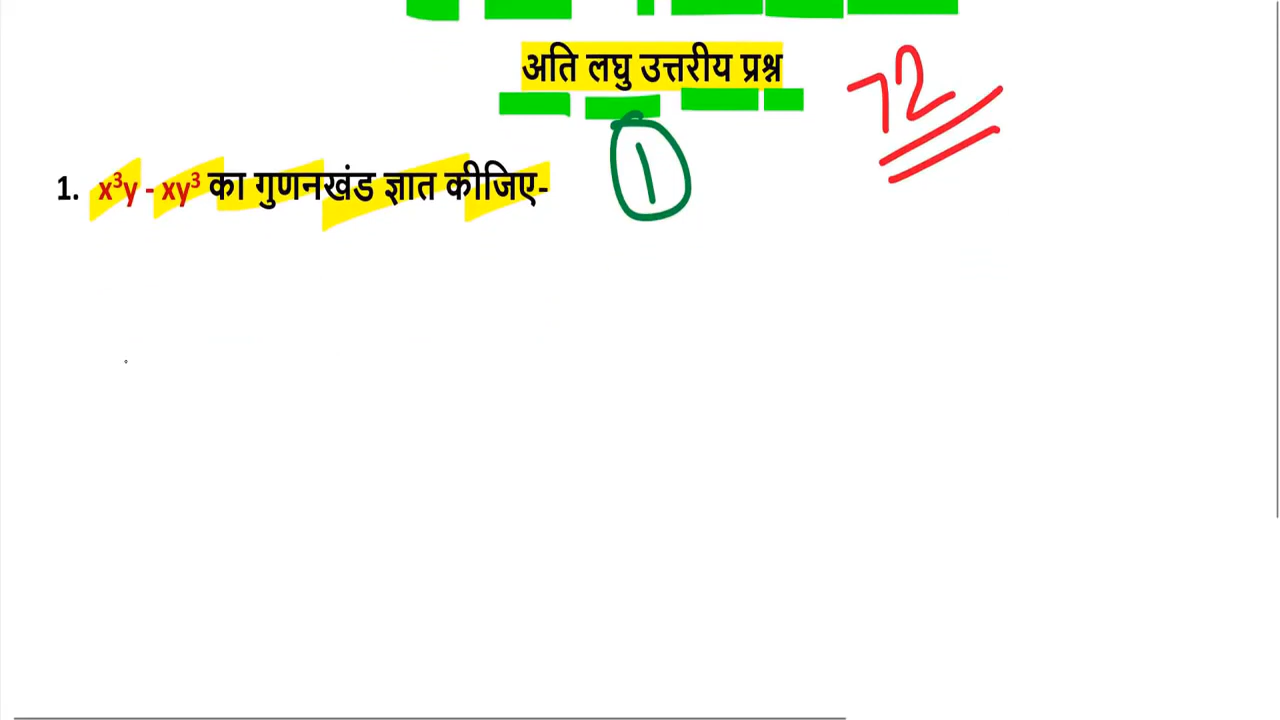 अति लघु उत्तरीय प्रश्न
72
1
1. x³y - xy³ का गुणनखंड ज्ञात कीजिए-